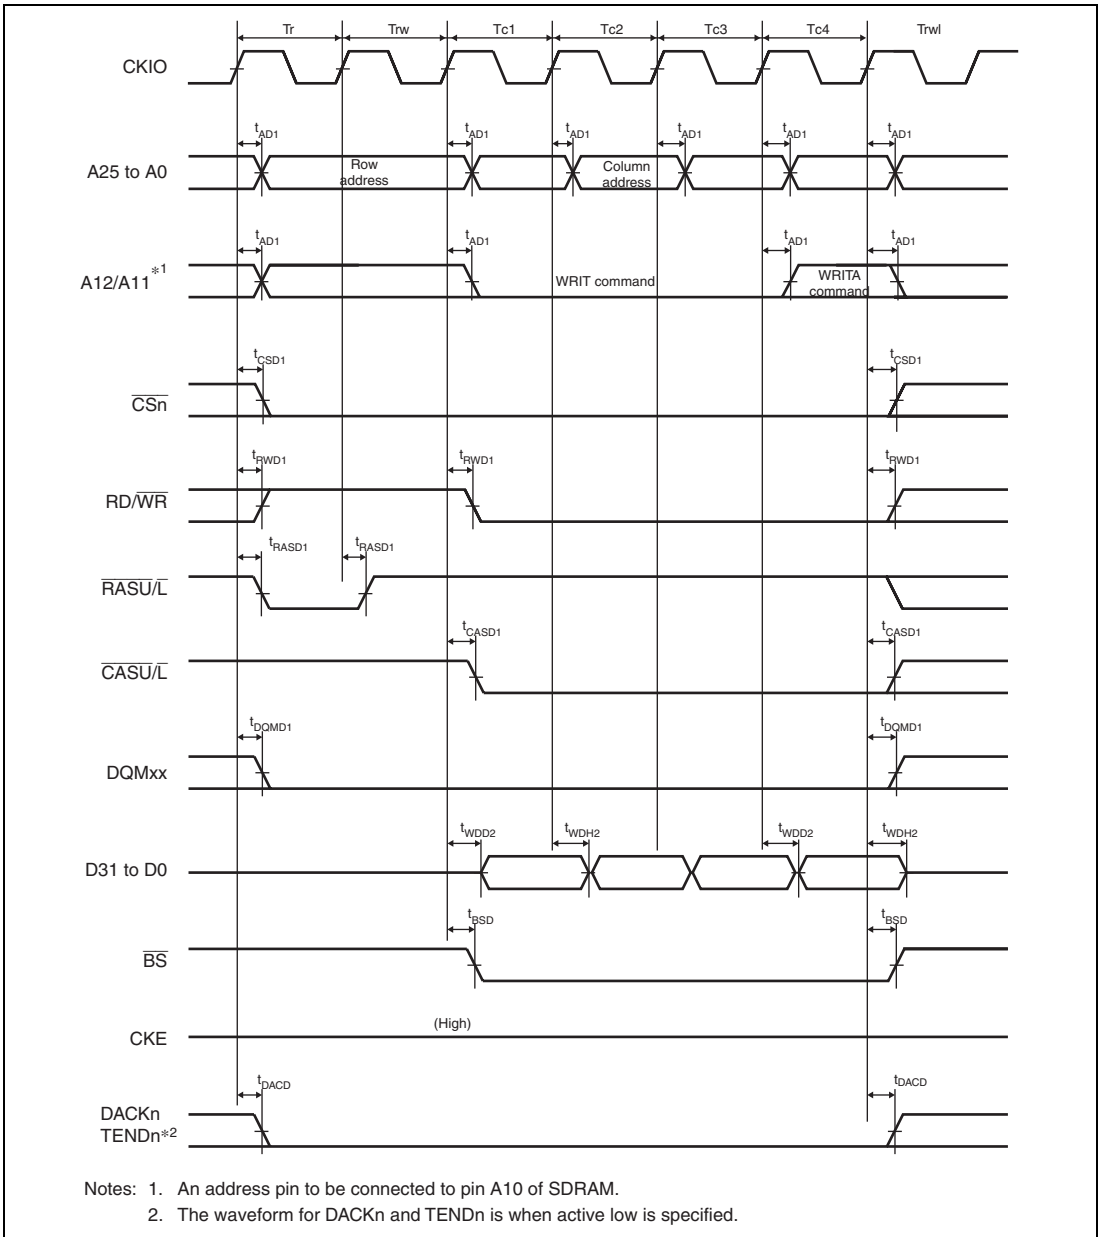 Tr Trw Tc1 Tc2 Tc3 Tc4 Trwl
CKIO
tAD1 tAD1 tAD1 tAD1 tAD1 tAD1
A25 to A0
Row
address
Column
address
tAD1 tAD1 tAD1 tAD1
A12/A11*1
WRIT command
WRITA
command
tCSD1 tCSD1
CSn
tRWD1 tRWD1 tRWD1
RD/WR
tRASD1 tRASD1
RASU/L
tCASD1 tCASD1
CASU/L
tDQMD1 tDQMD1
DQMxx
tWDD2 tWDH2 tWDD2 tWDH2
D31 to D0
tBSD tBSD
BS
(High)
CKE
tDACD tDACD
DACKn
TENDn*2
Notes: 1. An address pin to be connected to pin A10 of SDRAM.
2. The waveform for DACKn and TENDn is when active low is specified.